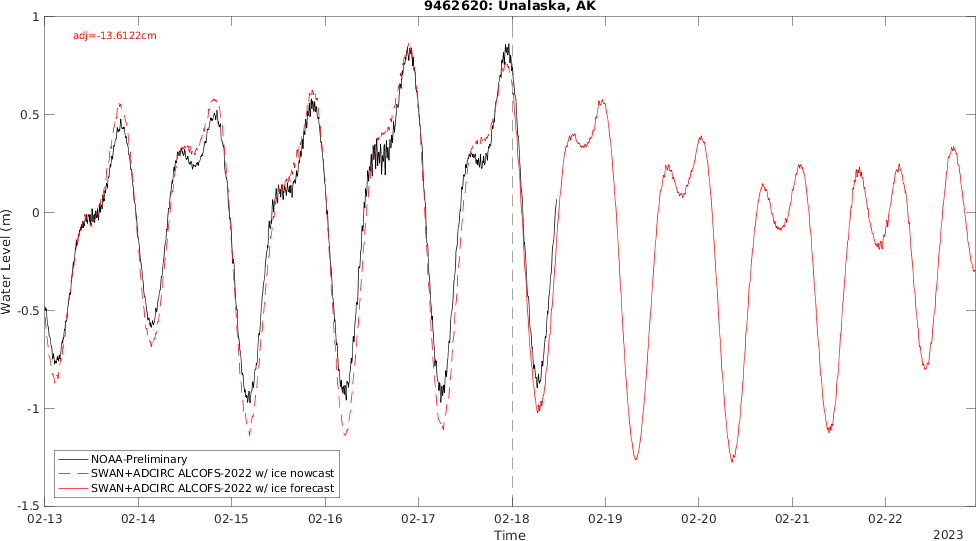 9462620: Unalaska, AK
adj=-13.6122cm
1
0.5
0
-0.5
-1
-1.5
Water Level (m)
NOAA-Preliminary
SWAN+ADCIRC ALCOFS-2022 w/ ice nowcast
SWAN+ADCIRC ALCOFS-2022 w/ ice forecast
02-13 02-14 02-15 02-16 02-17 02-18 02-19 02-20 02-21 02-22
Time
2023